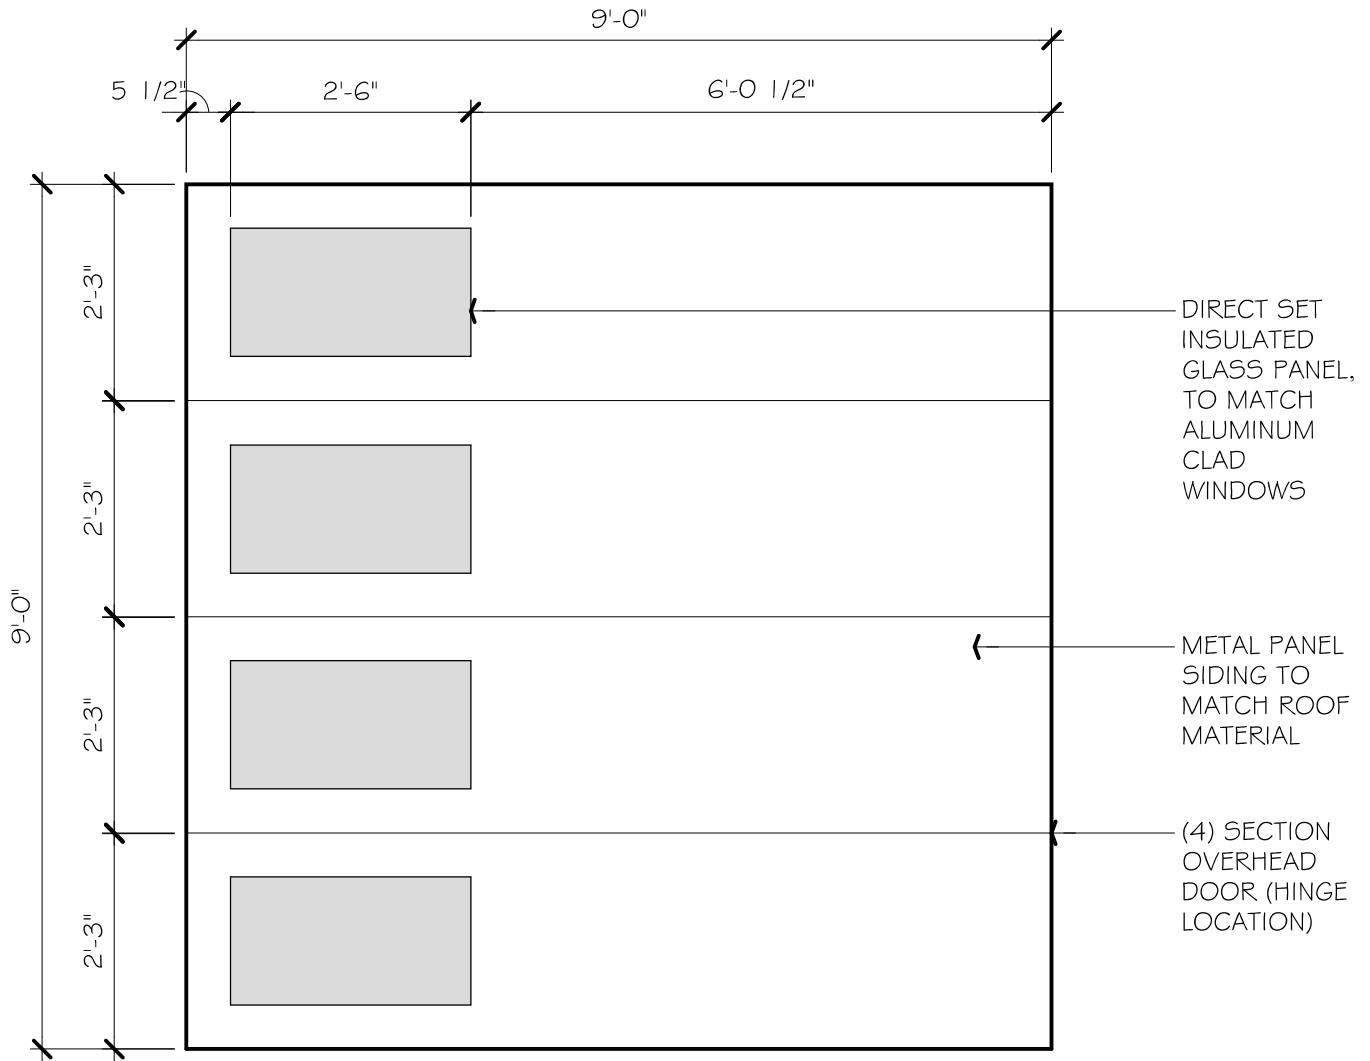 9'-0"
5 1/2"
2'-6"
6'-0 1/2"
2'-3"
2'-3"
9'-0"
2'-3"
2'-3"
DIRECT SET
INSULATED
GLASS PANEL,
TO MATCH
ALUMINUM
CLAD
WINDOWS
METAL PANEL
SIDING TO
MATCH ROOF
MATERIAL
(4) SECTION
OVERHEAD
DOOR (HINGE
LOCATION)